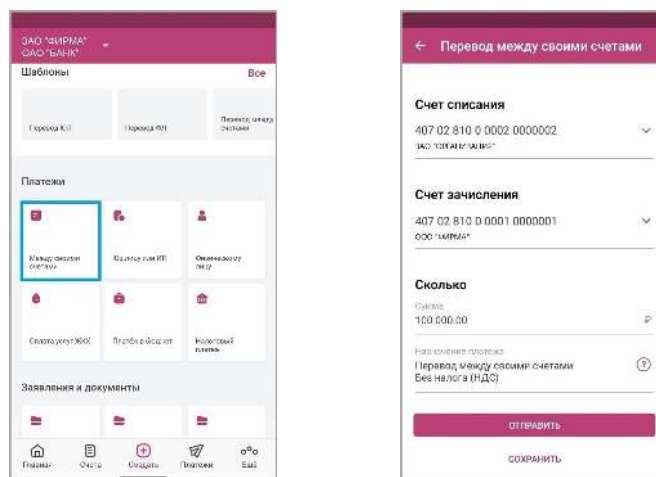 ЗАО "ФИРМА"
ОАО "БАНК"
Шаблоны
Все
Перевод ЮЛ
Перевод ФЛ
Перевод между
счетами
Платежи
Между своими
счетами
Юрлицу или ИП
Физическому
лицу
Оплата услуг ЖКХ
Платёж в бюджет
Налоговый
платеж
Заявления и документы
Главная
Счета
Создать
Платежи
Ещё
Перевод между своими счетами
Счет списания
407 02 810 0 0002 0000002
ЗАО "ОРГАНИЗАЦИЯ"
Счет зачисления
407 02 810 0 0001 0000001
ООО "ФИРМА"
Сколько
Сумма
100 000.00
₽
Назначение платежа
Перевод между своими счетами
Без налога (НДС)
ОТПРАВИТЬ
СОХРАНИТЬ